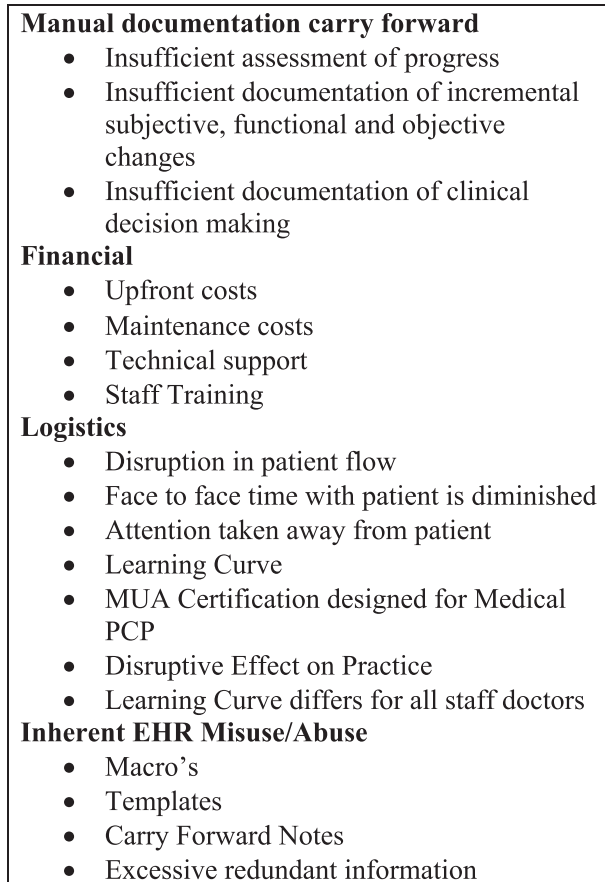 Manual documentation carry forward
• Insufficient assessment of progress
• Insufficient documentation of incremental
subjective, functional and objective
changes
• Insufficient documentation of clinical
decision making
Financial
• Upfront costs
• Maintenance costs
• Technical support
• Staff Training
Logistics
• Disruption in patient flow
• Face to face time with patient is diminished
• Attention taken away from patient
• Learning Curve
• MUA Certification designed for Medical
PCP
• Disruptive Effect on Practice
• Learning Curve differs for all staff doctors
Inherent EHR Misuse/Abuse
• Macro’s
• Templates
• Carry Forward Notes
• Excessive redundant information